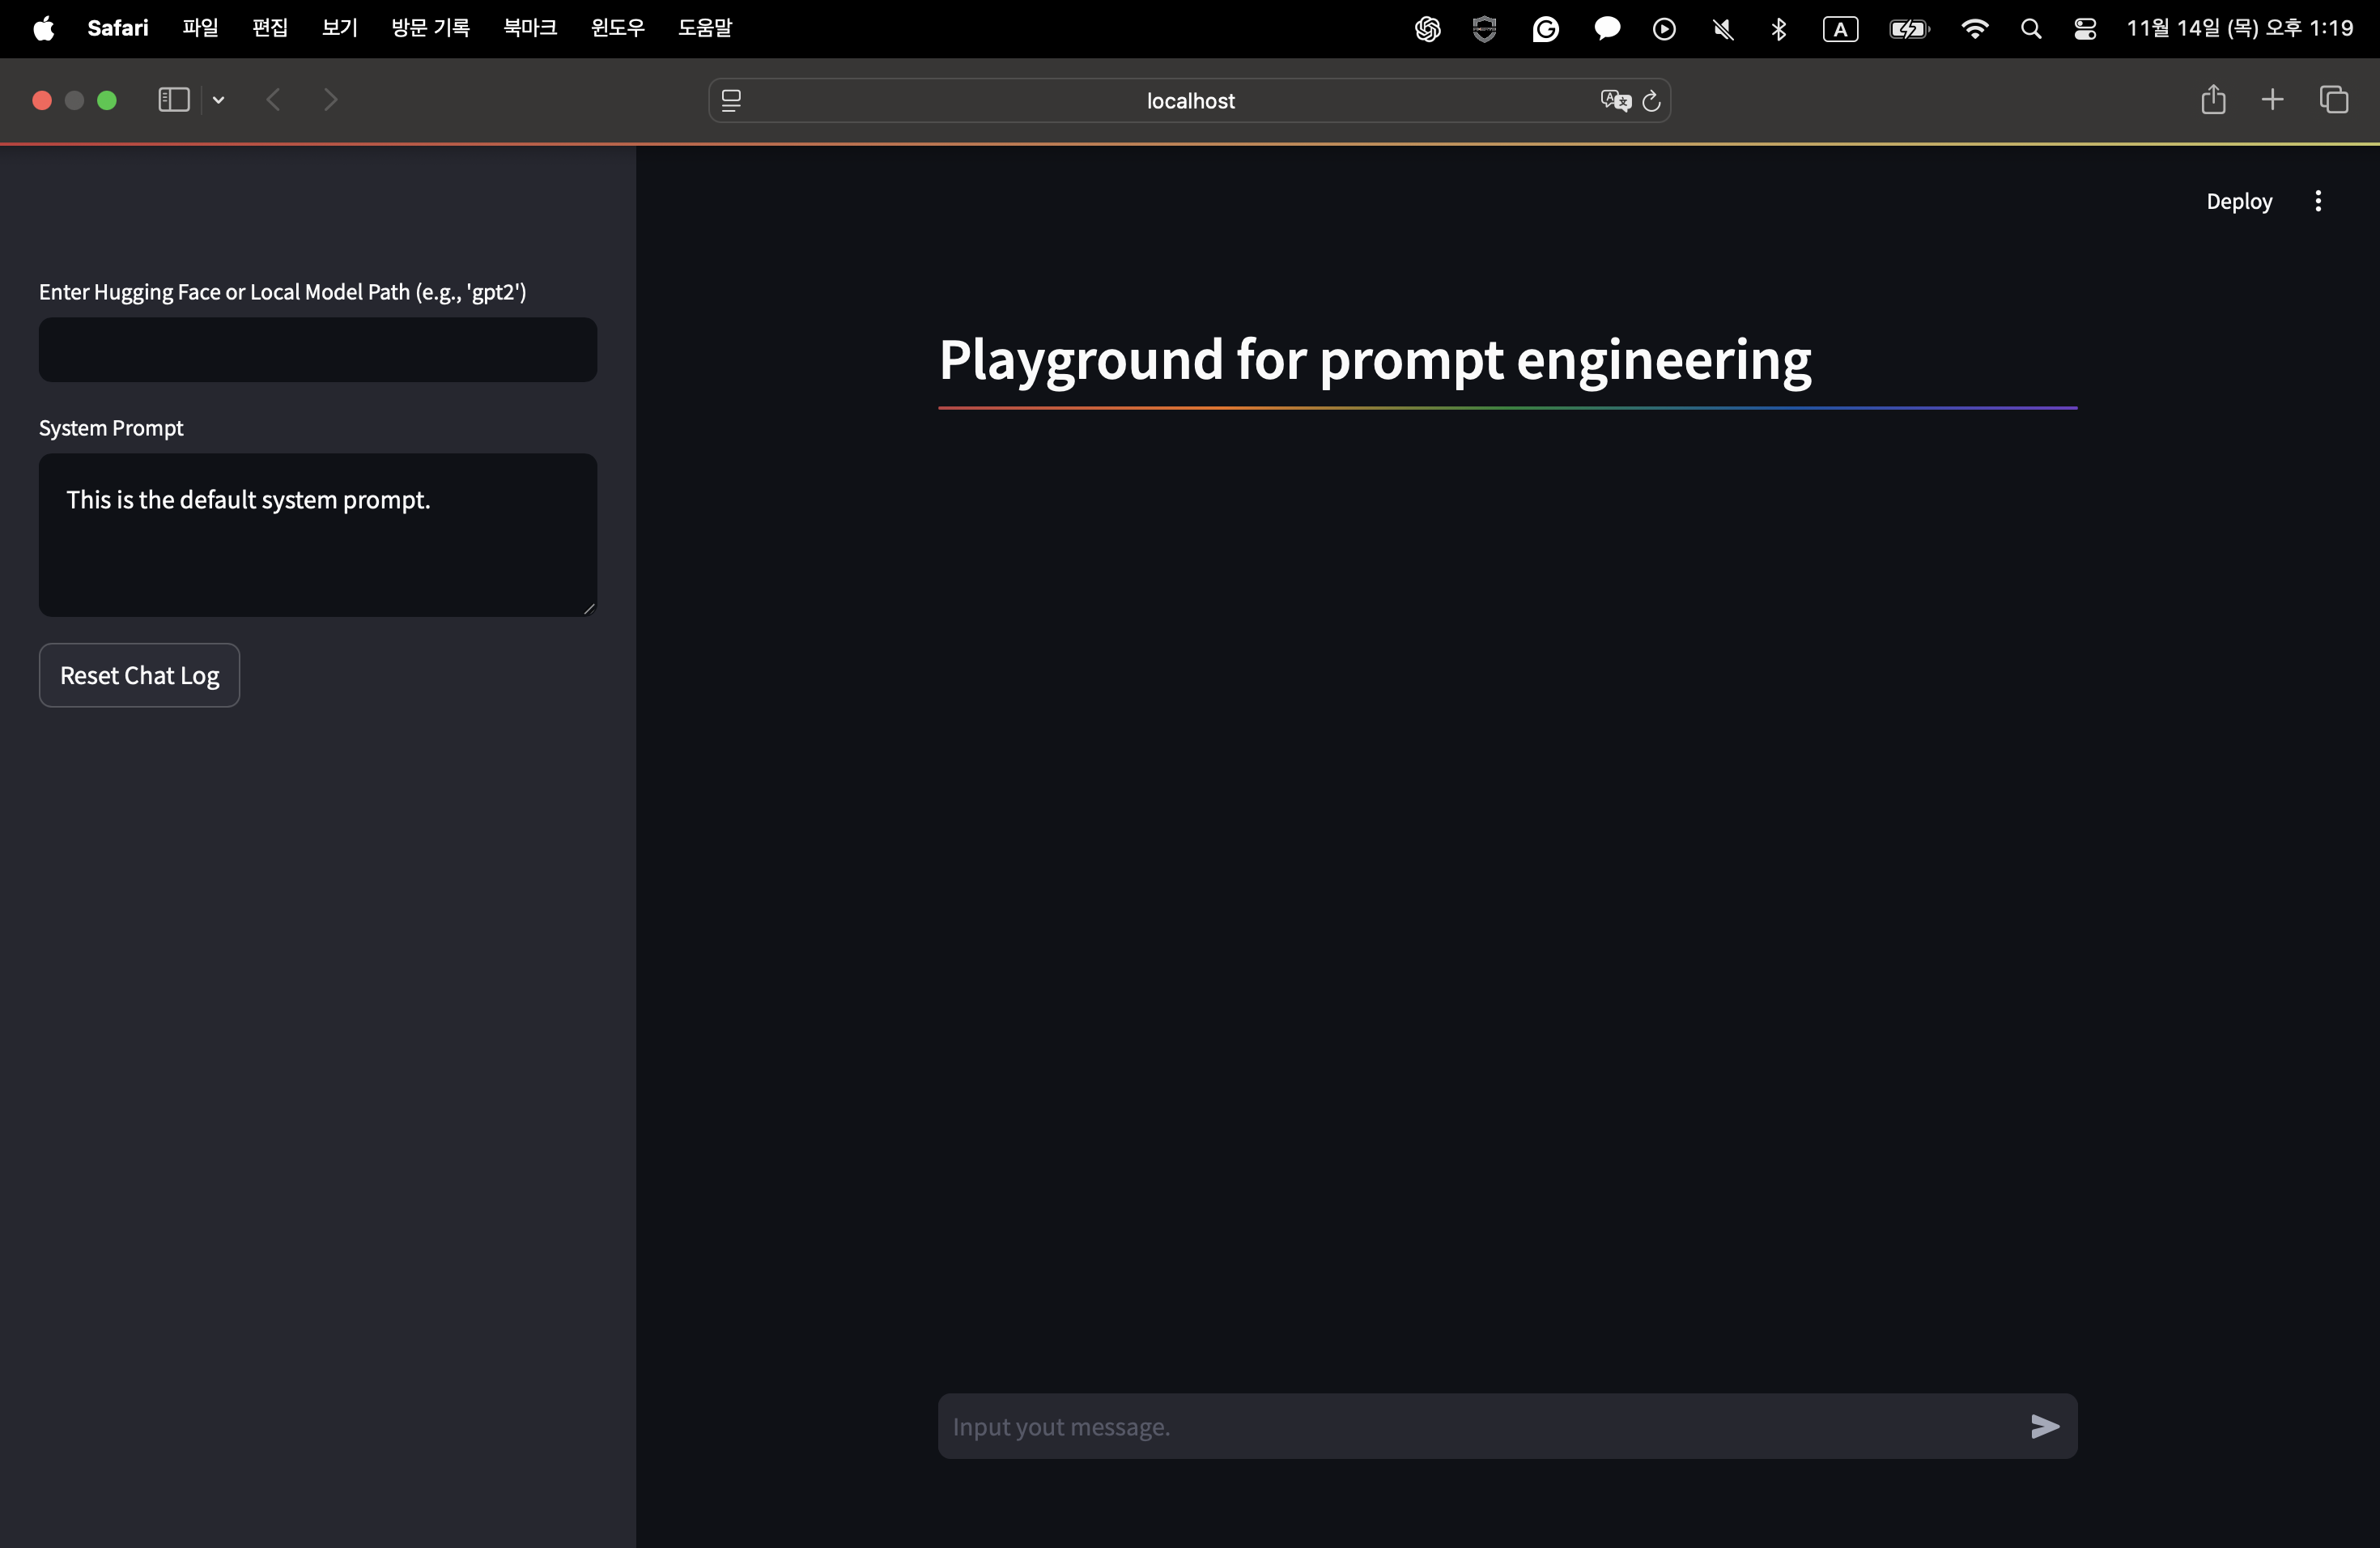 Safari 파일 편집 보기 방문 기록 북마크 윈도우 도움말 A 11월 14일 (목) 오후 1:19
localhost
Deploy
Enter Hugging Face or Local Model Path (e.g., 'gpt2')
System Prompt
This is the default system prompt.
Reset Chat Log
Playground for prompt engineering
Input yout message.